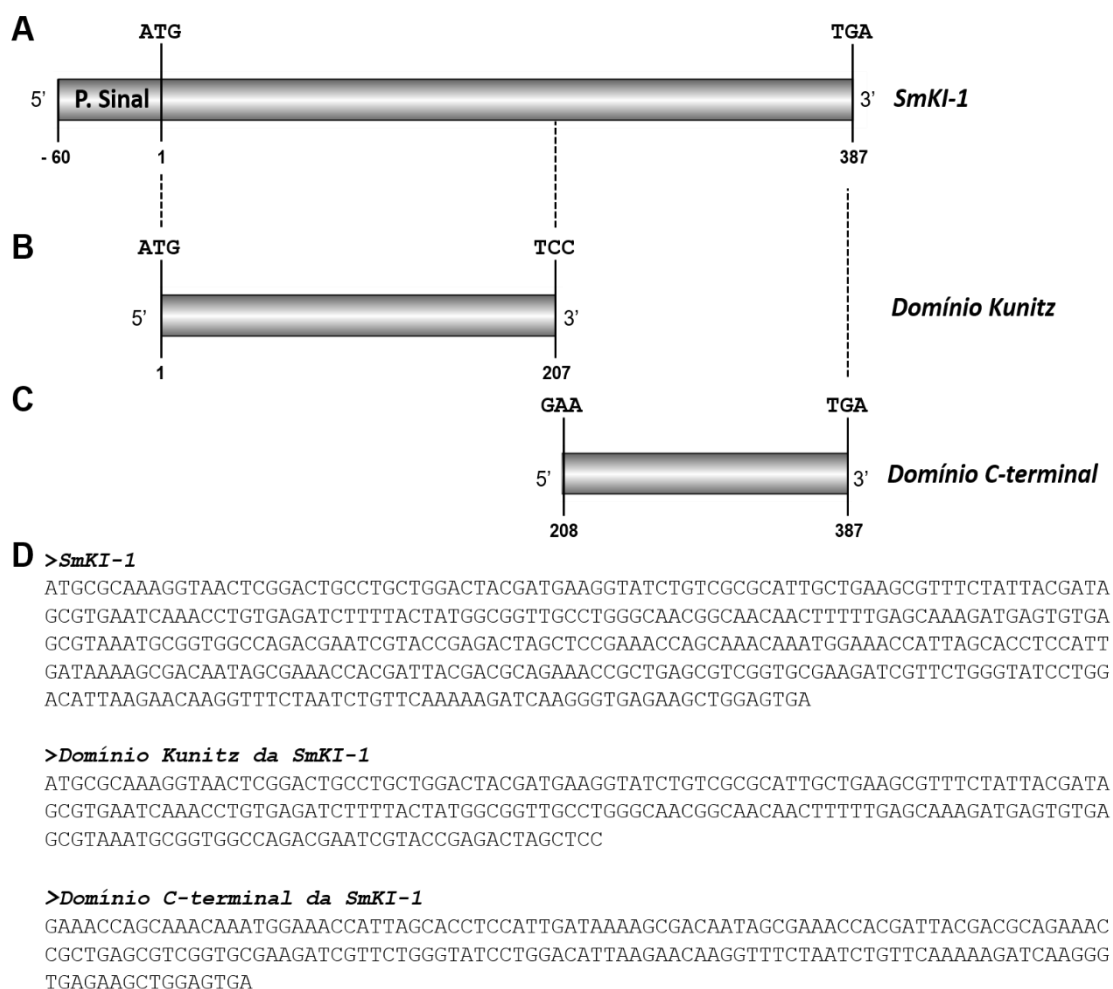 A
ATG TGA
5' P. Sinal 3' SmKI-1
- 60 1 387
B
ATG TCC
5' 3' Domínio Kunitz
1 207
C
GAA TGA
5' 3' Domínio C-terminal
208 387
D >SmKI-1
ATGCGCAAAGGTAACTCGGACTGCCTGCTGGACTACGATGAAGGTATCTGTCGCGCATTGCTGAAGCGTTTCTATTACGATA
GCGTGAATCAAACCTGTGAGATCTTTTACTATGGCGGTTGCCTGGGCAACGGCAACAACTTTTTGAGCAAAGATGAGTGTGA
GCGTAAATGCGGTGGCCAGACGAATCGTACCGAGACTAGCTCCGAAACCAGCAAACAAATGGAAACCATTAGCACCTCCATT
GATAAAAGCGACAATAGCGAAACCACGATTACGACGCAGAAACCGCTGAGCGTCGGTGCGAAGATCGTTCTGGGTATCCTGG
ACATTAAGAACAAGGTTTCTAATCTGTTCAAAAAGATCAAGGGTGAGAAGCTGGAGTGA
>Domínio Kunitz da SmKI-1
ATGCGCAAAGGTAACTCGGACTGCCTGCTGGACTACGATGAAGGTATCTGTCGCGCATTGCTGAAGCGTTTCTATTACGATA
GCGTGAATCAAACCTGTGAGATCTTTTACTATGGCGGTTGCCTGGGCAACGGCAACAACTTTTTGAGCAAAGATGAGTGTGA
GCGTAAATGCGGTGGCCAGACGAATCGTACCGAGACTAGCTCC
>Domínio C-terminal da SmKI-1
GAAACCAGCAAACAAATGGAAACCATTAGCACCTCCATTGATAAAAGCGACAATAGCGAAACCACGATTACGACGCAGAAAC
CGCTGAGCGTCGGTGCGAAGATCGTTCTGGGTATCCTGGACATTAAGAACAAGGTTTCTAATCTGTTCAAAAAGATCAAGGG
TGAGAAGCTGGAGTGA